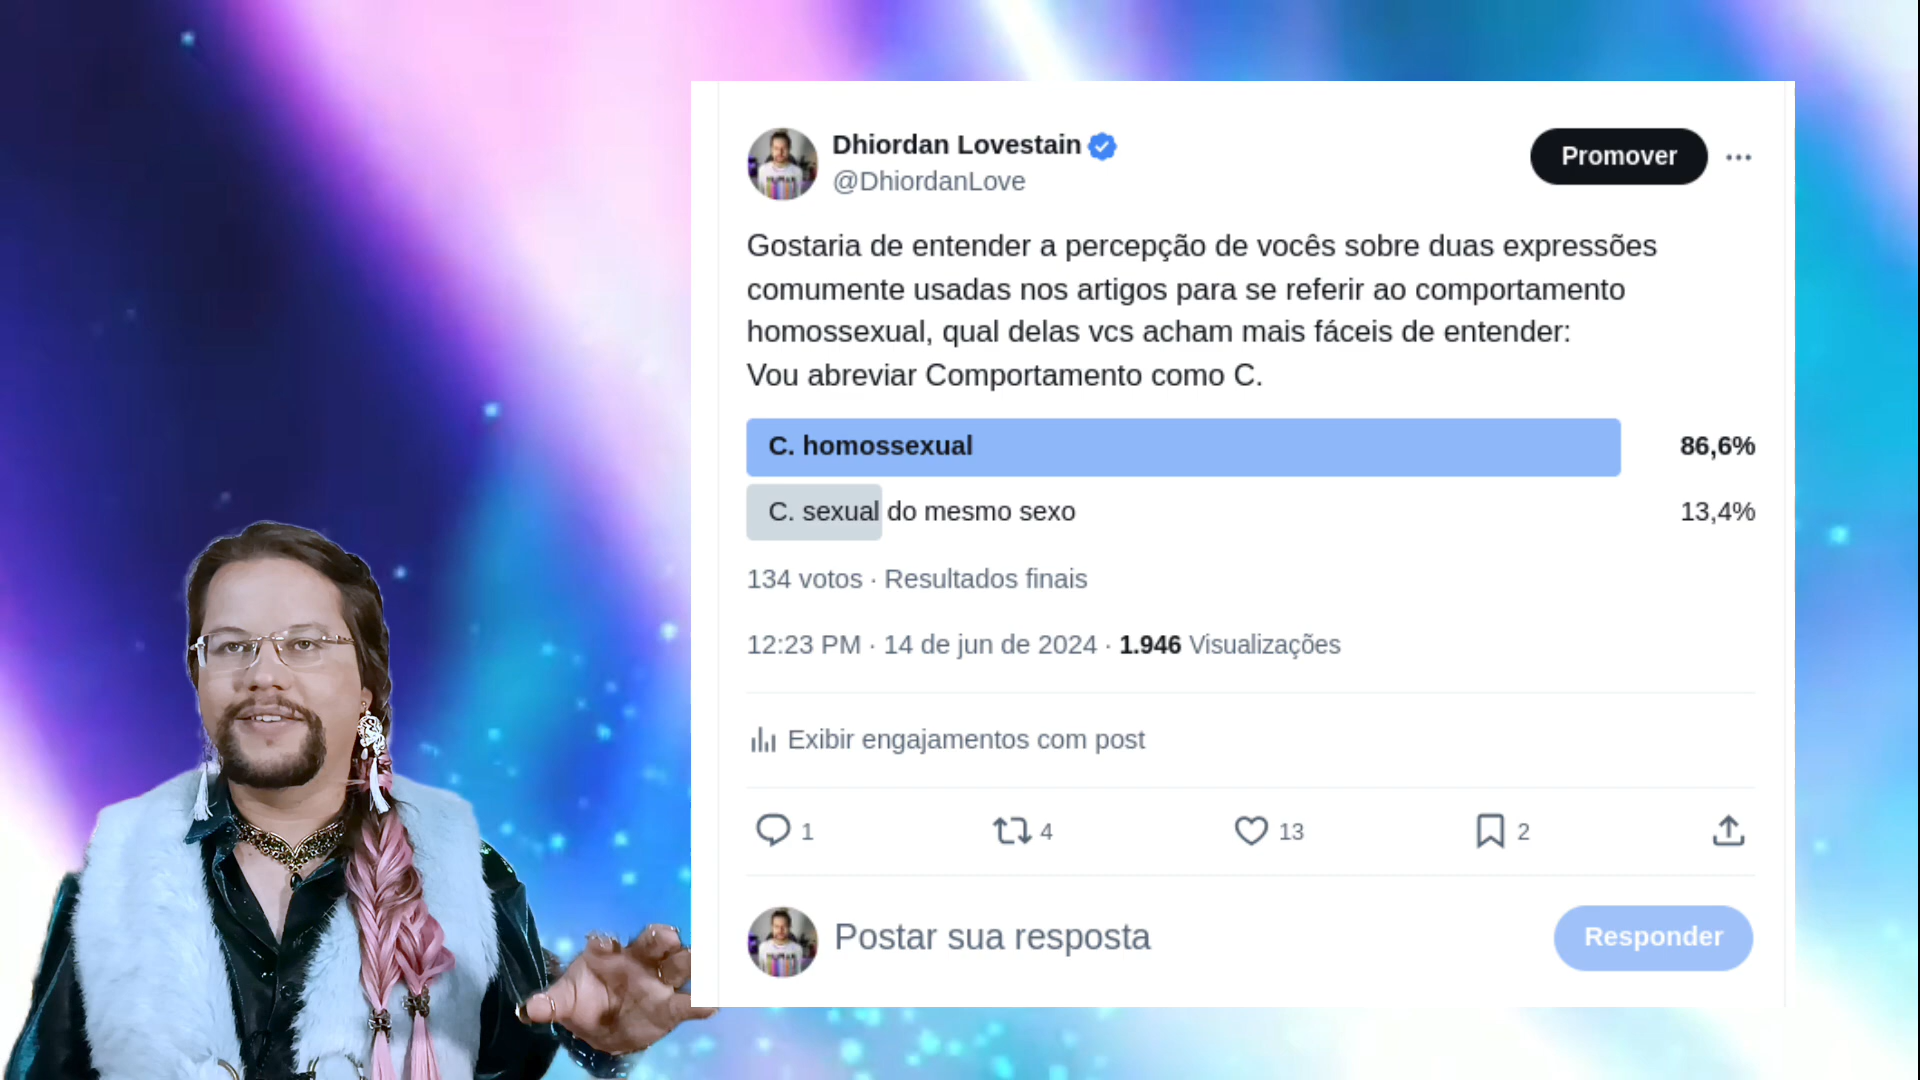 Dhiordan Lovestain
@DhiordanLove
Promover
Gostaria de entender a percepção de vocês sobre duas expressões
comumente usadas nos artigos para se referir ao comportamento
homossexual, qual delas vcs acham mais fáceis de entender:
Vou abreviar Comportamento como C.
C. homossexual 86,6%
C. sexual do mesmo sexo 13,4%
134 votos · Resultados finais
12:23 PM · 14 de jun de 2024 · 1.946 Visualizações
Exibir engajamentos com post
1 4 13 2
Postar sua resposta
Responder